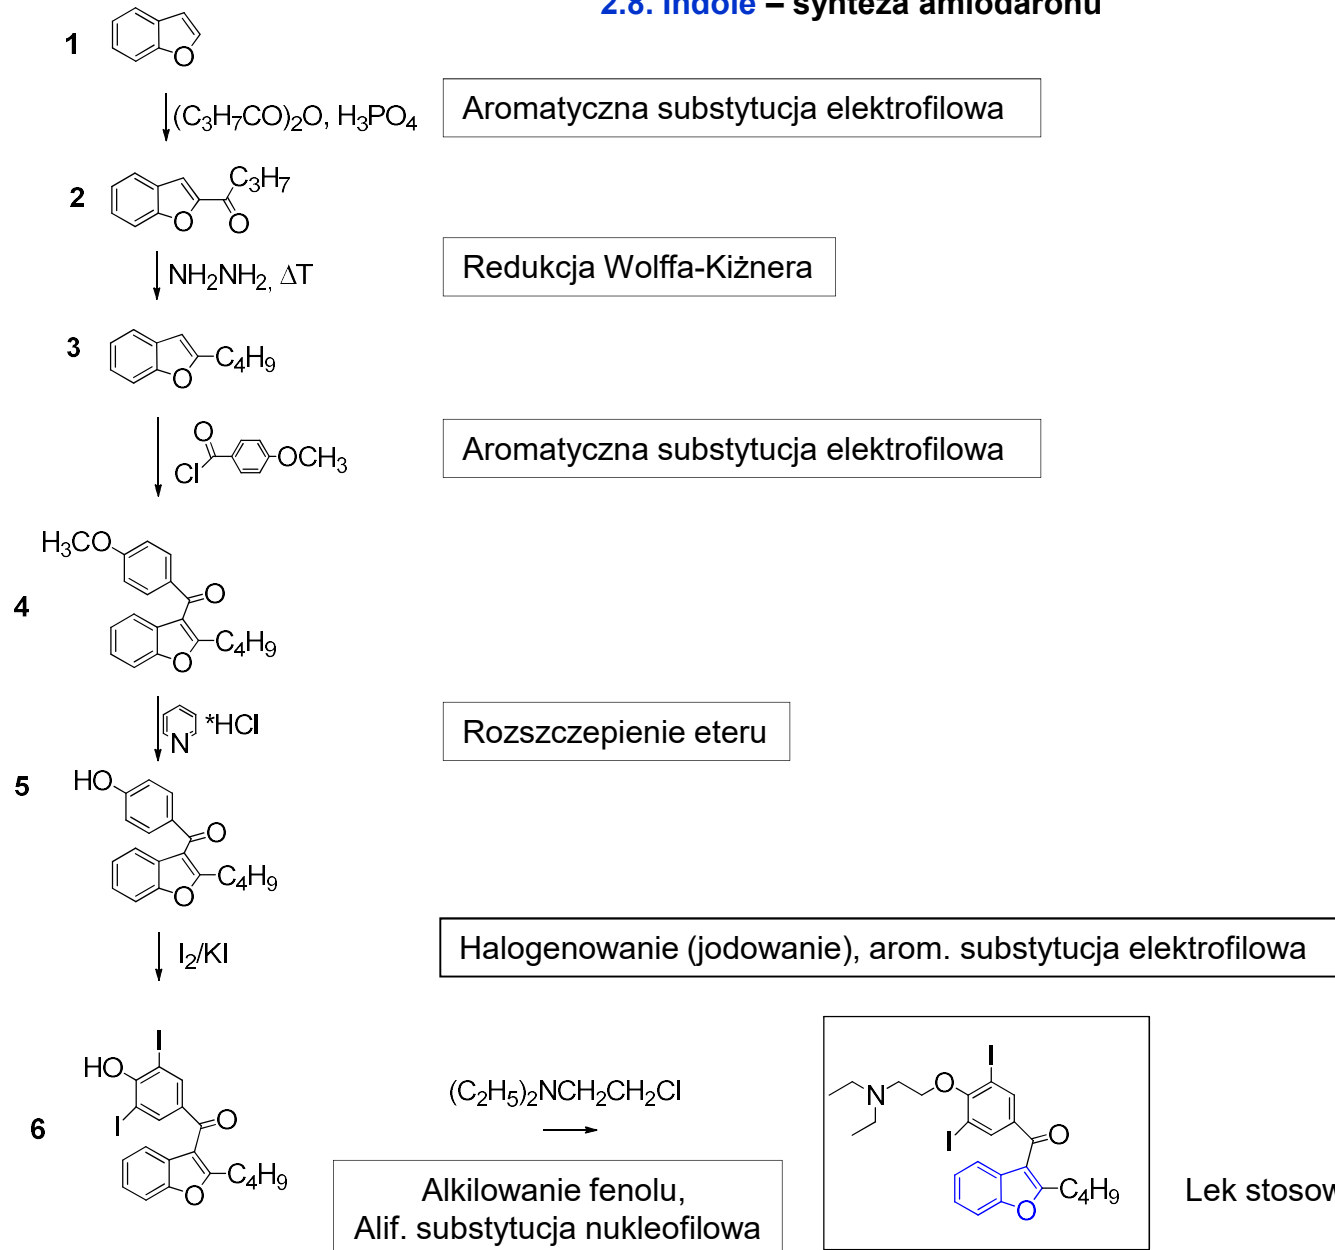 2.8. Indole – synteza amiodaronu
1
O
(C3H7CO)2O, H3PO4
Aromatyczna substytucja elektrofilowa
2
C3H7
O
O
NH2NH2, ΔT
Redukcja Wolffa-Kiżnera
3
C4H9
O
O
Cl
OCH3
Aromatyczna substytucja elektrofilowa
H3CO
4
O
C4H9
O
N
*HCl
Rozszczepienie eteru
5
HO
O
C4H9
O
I2/KI
Halogenowanie (jodowanie), arom. substytucja elektrofilowa
6
I
HO
I
O
C4H9
O
(C2H5)2NCH2CH2Cl
Alkilowanie fenolu,
Alif. substytucja nukleofilowa
I
N
O
I
O
C4H9
O
Lek stosow